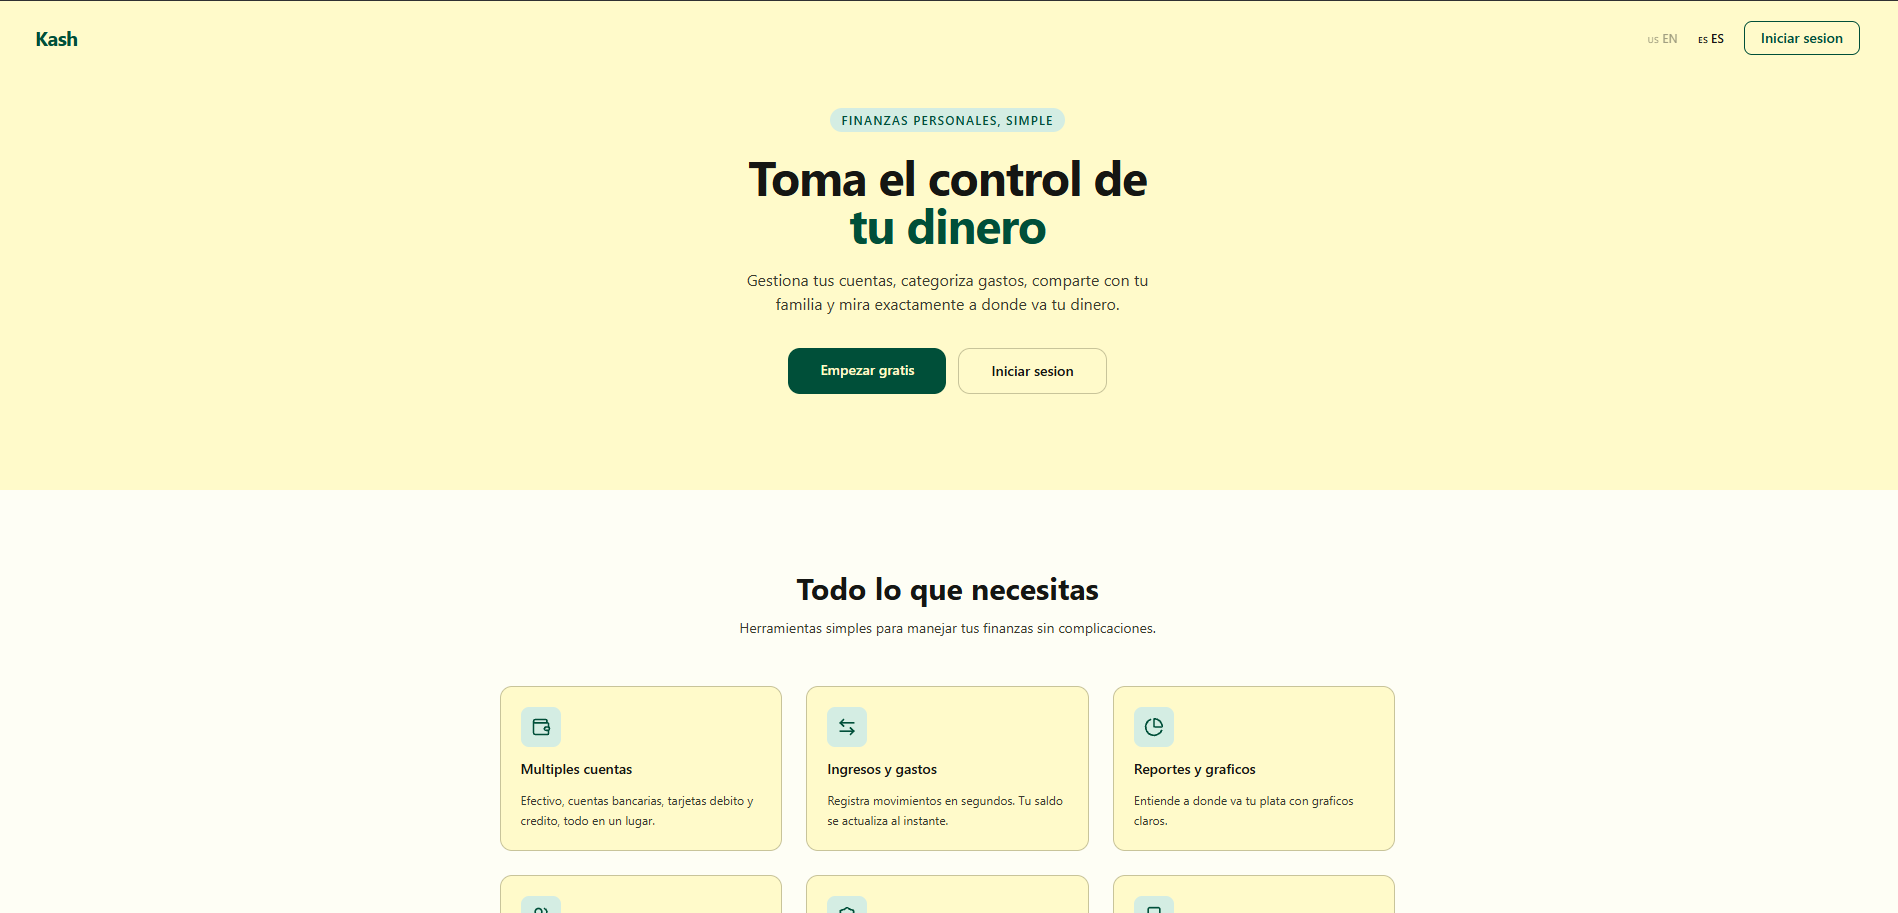 Kash
US EN
ES ES
Iniciar sesion
FINANZAS PERSONALES, SIMPLE
Toma el control de
tu dinero
Gestiona tus cuentas, categoriza gastos, comparte con tu
familia y mira exactamente a donde va tu dinero.
Empezar gratis
Iniciar sesion
Todo lo que necesitas
Herramientas simples para manejar tus finanzas sin complicaciones.
Multiples cuentas
Efectivo, cuentas bancarias, tarjetas debito y
credito, todo en un lugar.
Ingresos y gastos
Registra movimientos en segundos. Tu saldo
se actualiza al instante.
Reportes y graficos
Entiende a donde va tu plata con graficos
claros.